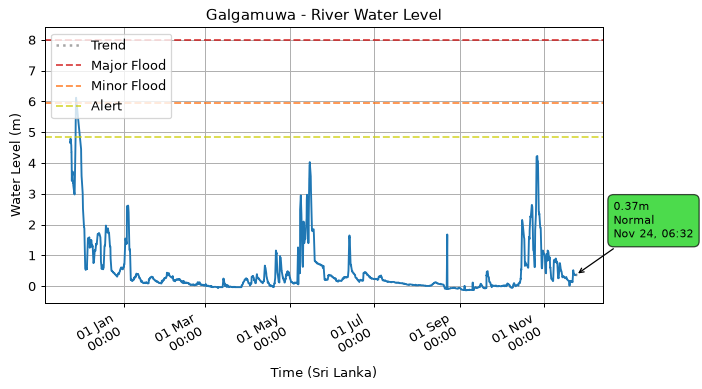 Galgamuwa - River Water Level
Trend
Major Flood
Minor Flood
Alert
Water Level (m)
8
7
6
5
4
3
2
1
0
01 Jan
00:00
01 Mar
00:00
01 May
00:00
01 Jul
00:00
01 Sep
00:00
01 Nov
00:00
Time (Sri Lanka)
0.37m
Normal
Nov 24, 06:32